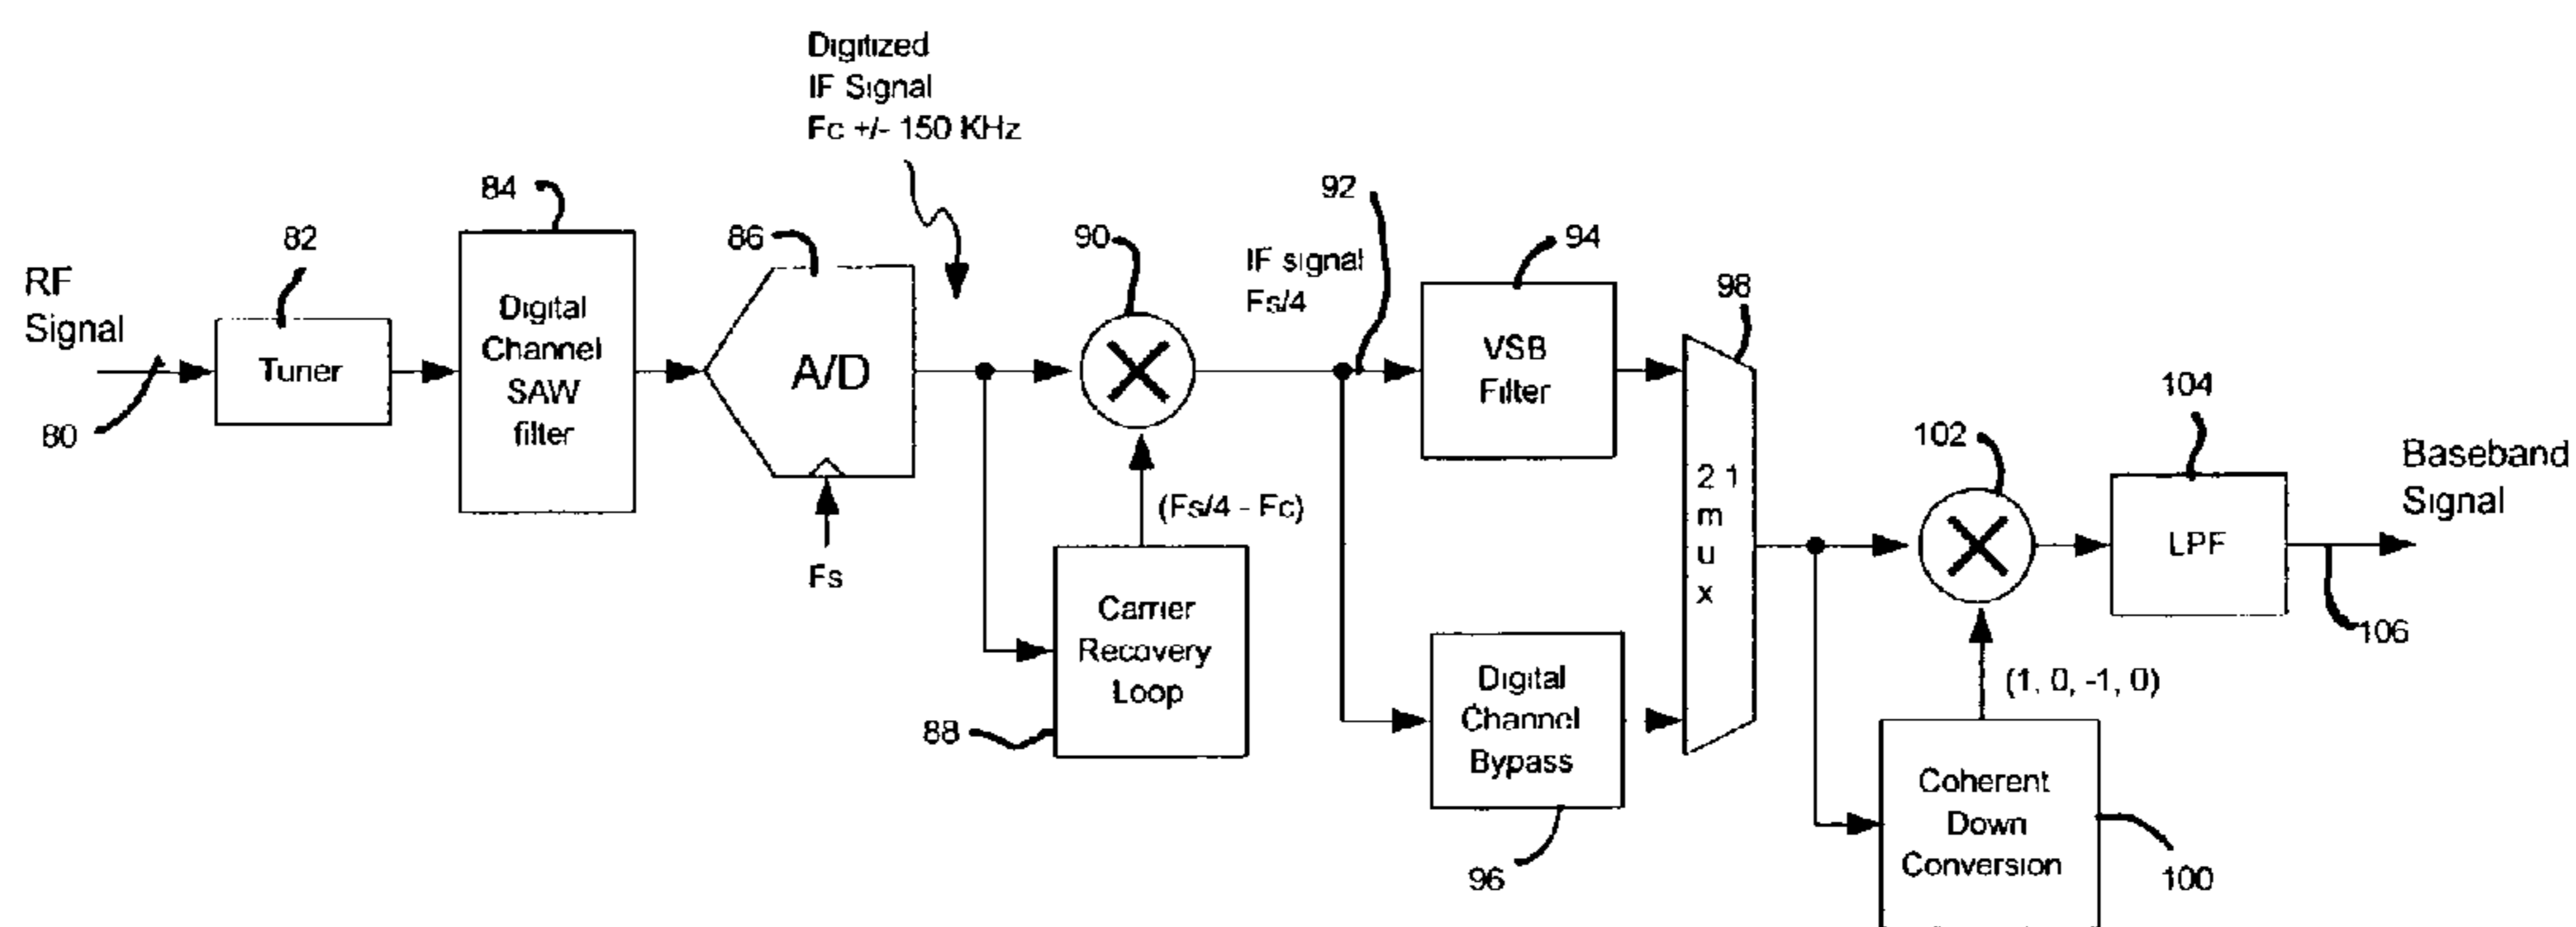 Digitized
IF Signal
Fc +/- 150 KHz
84
92
82
86
90
94
IF signal
Fs/4
98
RF
Signal
Digital
Channel
SAW
filter
VSB
Filter
Tuner
A/D
104
80
102
Baseband
Signal
2 1
m
u
x
(Fs/4 - Fc)
LPF
Fs
Carrier
Recovery
Loop
106
Digital
Channel
Bypass
(1, 0, -1, 0)
88
Coherent
Down
Conversion
96
100